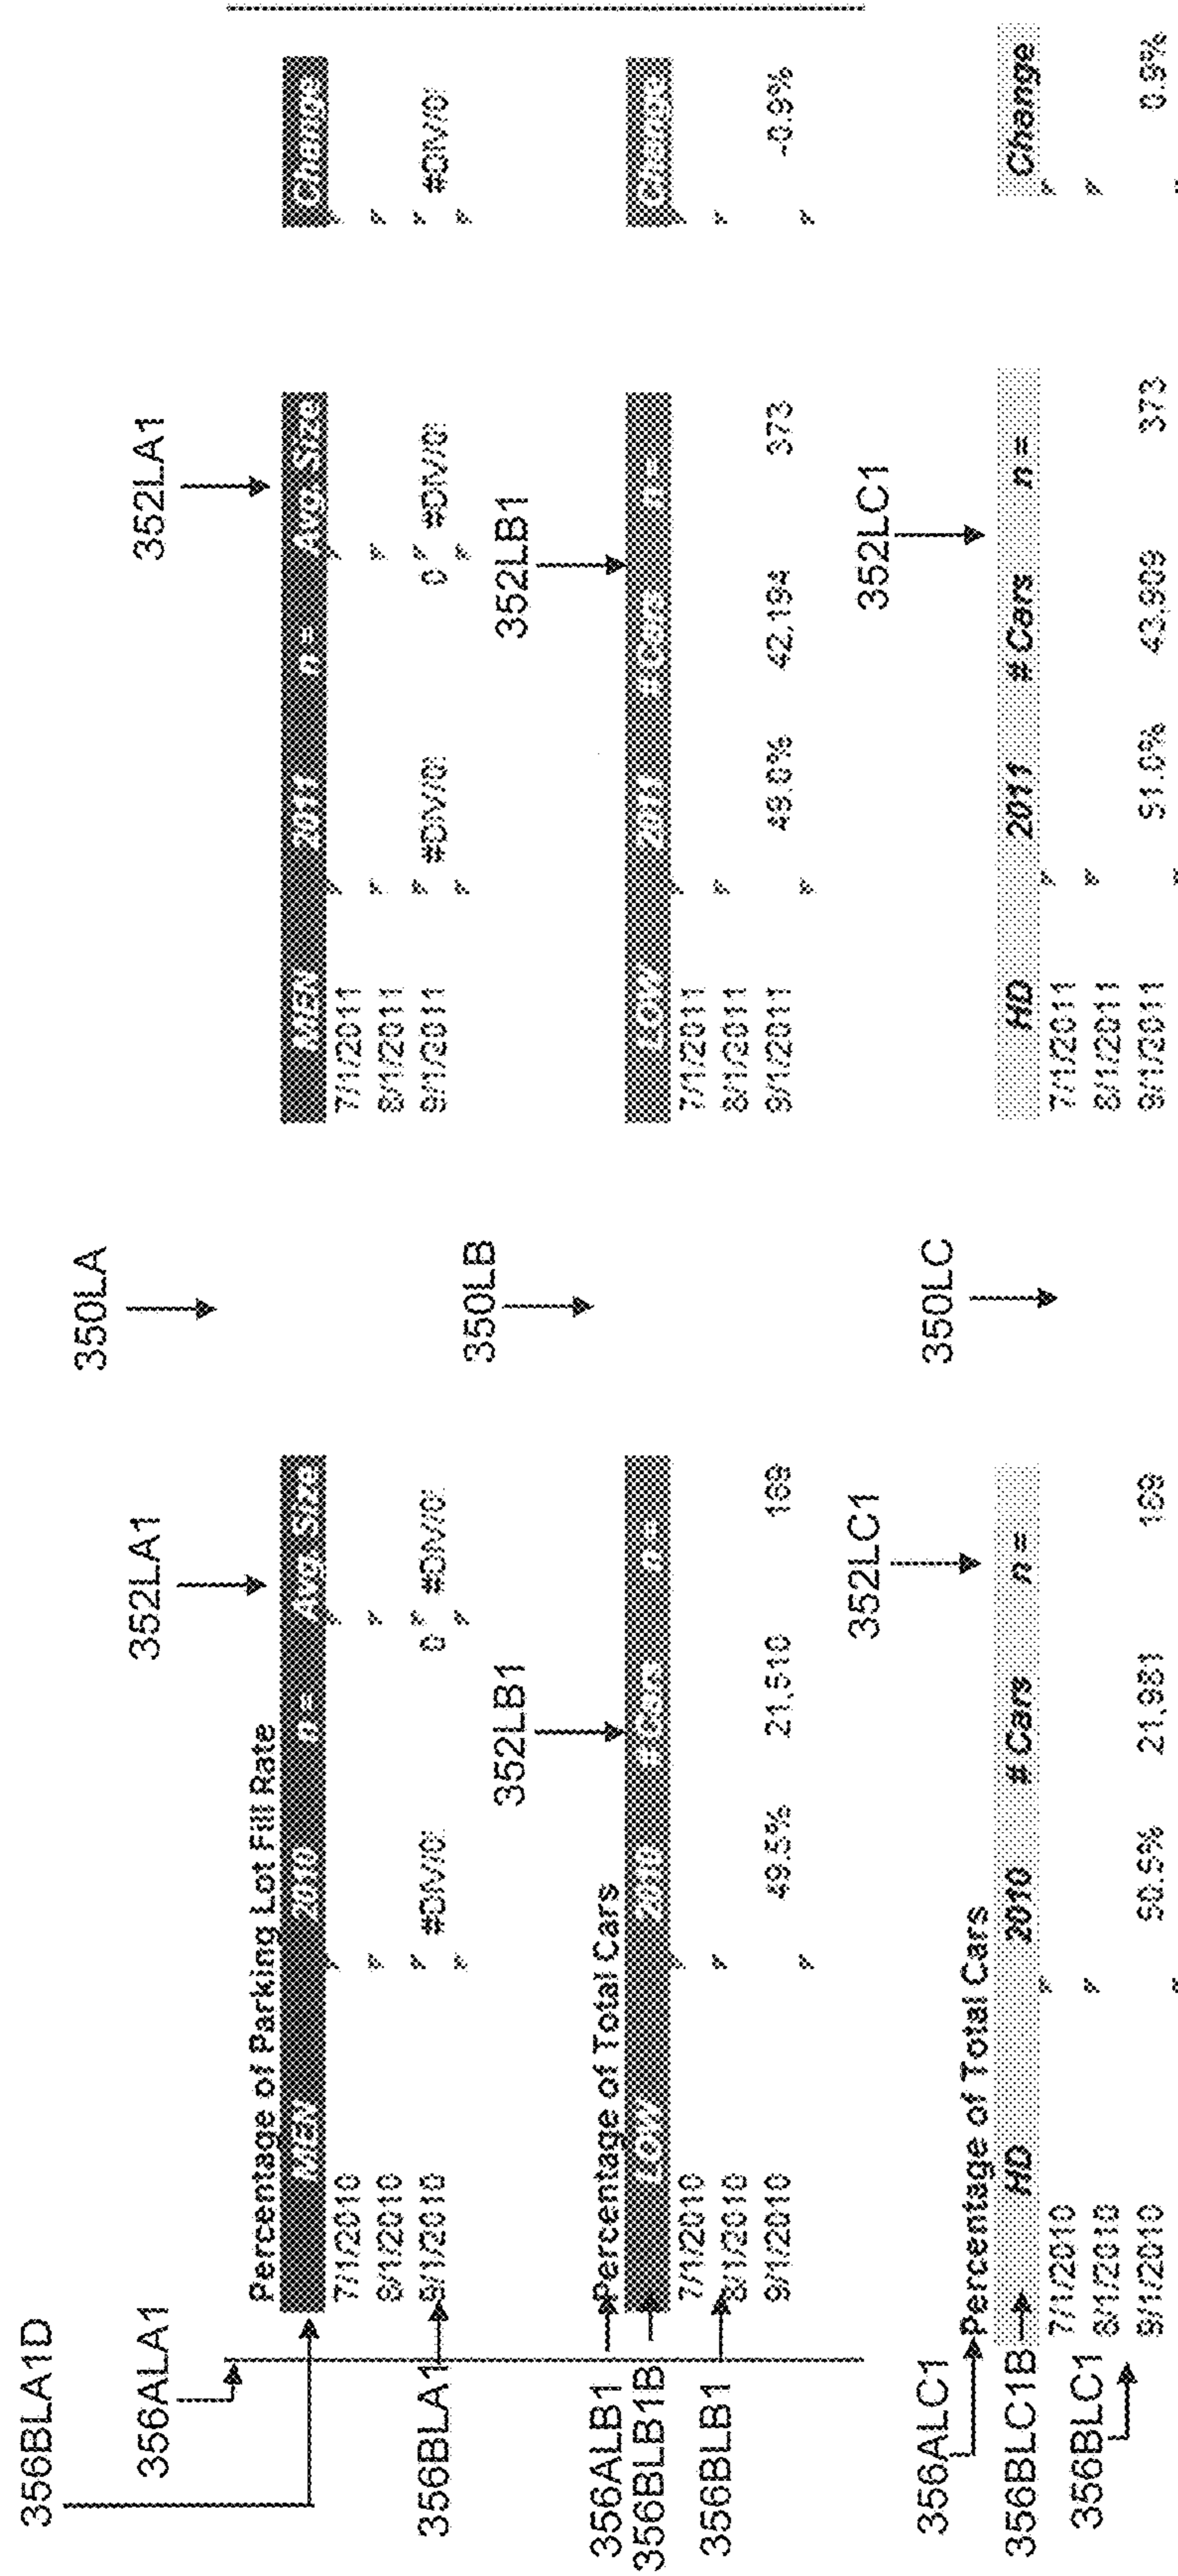 356BLA1D
350LA
356ALA1 352LA1 352LA1
Percentage of Parking Lot Fill Rate
MEN 2010 n = Avg. Size MEN 2011 n = Avg. Size Change
7/1/2010 7/1/2011
8/1/2010 8/1/2011
356BLA1 9/1/2010 #DIV/0! 0 #DIV/0! 9/1/2011 #DIV/0! 0 #DIV/0! #DIV/0!
350LB
352LB1 352LB1
356ALB1 Percentage of Total Cars
356BLB1B LOW 2010 # Cars n = LOW 2011 # Cars n = Change
7/1/2010 7/1/2011
356BLB1 8/1/2010 8/1/2011
9/1/2010 49.5% 21,510 169 9/1/2011 49.0% 42,194 373 -0.9%
352LC1 352LC1
356ALC1 350LC
Percentage of Total Cars
356BLC1B HD 2010 # Cars n = HD 2011 # Cars n = Change
7/1/2010 7/1/2011
356BLC1 8/1/2010 8/1/2011
9/1/2010 50.5% 21,981 169 9/1/2011 51.0% 43,909 373 0.9%